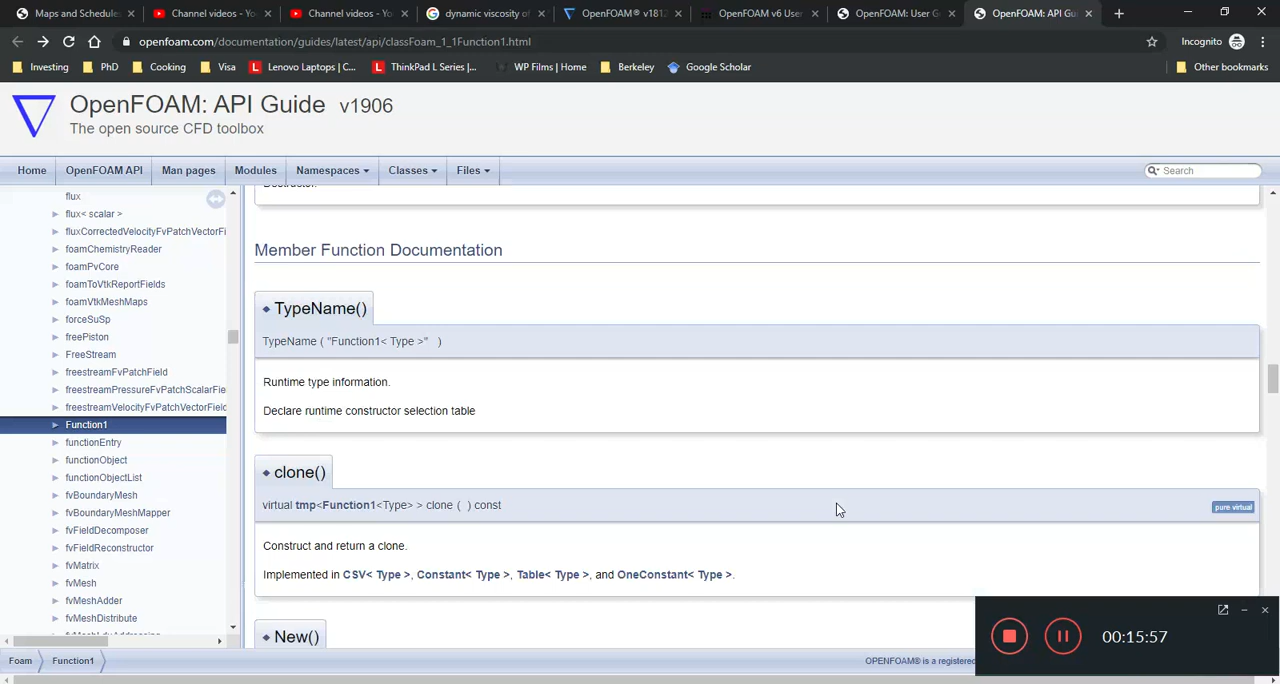 Maps and Schedules
Channel videos - Yo
Channel videos - Yo
dynamic viscosity of
OpenFOAM® v1812
OpenFOAM v6 User
OpenFOAM: User G
OpenFOAM: API Gui
openfoam.com/documentation/guides/latest/api/classFoam_1_1Function1.html
Incognito
Investing
PhD
Cooking
Visa
Lenovo Laptops | C...
ThinkPad L Series |...
WP Films | Home
Berkeley
Google Scholar
Other bookmarks
OpenFOAM: API Guide v1906
The open source CFD toolbox
Home
OpenFOAM API
Man pages
Modules
Namespaces
Classes
Files
Search
flux
flux< scalar >
fluxCorrectedVelocityFvPatchVectorFi
foamChemistryReader
foamPvCore
foamToVtkReportFields
foamVtkMeshMaps
forceSuSp
freePiston
FreeStream
freestreamFvPatchField
freestreamPressureFvPatchScalarFie
freestreamVelocityFvPatchVectorField
Function1
functionEntry
functionObject
functionObjectList
fvBoundaryMesh
fvBoundaryMeshMapper
fvFieldDecomposer
fvFieldReconstructor
fvMatrix
fvMesh
fvMeshAdder
fvMeshDistribute
Destructor.
Member Function Documentation
◆ TypeName()
TypeName ( "Function1< Type >" )
Runtime type information.
Declare runtime constructor selection table
◆ clone()
virtual tmp<Function1<Type> > clone ( ) const
pure virtual
Construct and return a clone.
Implemented in CSV< Type >, Constant< Type >, Table< Type >, and OneConstant< Type >.
◆ New()
Foam
Function1
OPENFOAM® is a registered
00:15:57